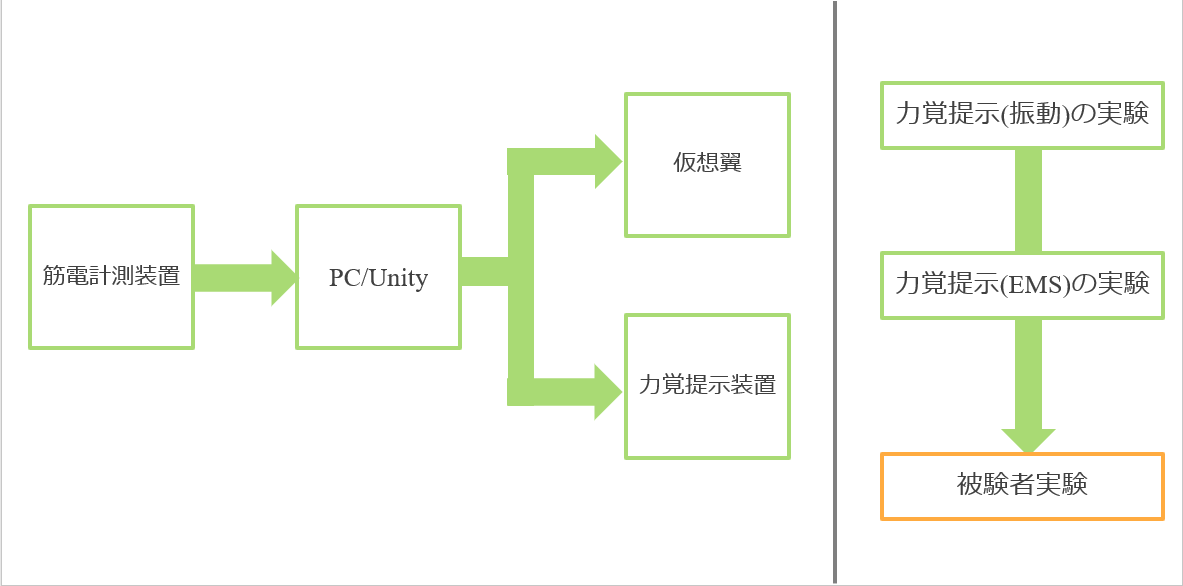 筋電計測装置
PC/Unity
仮想翼
力覚提示装置
力覚提示(振動)の実験
力覚提示(EMS)の実験
被験者実験